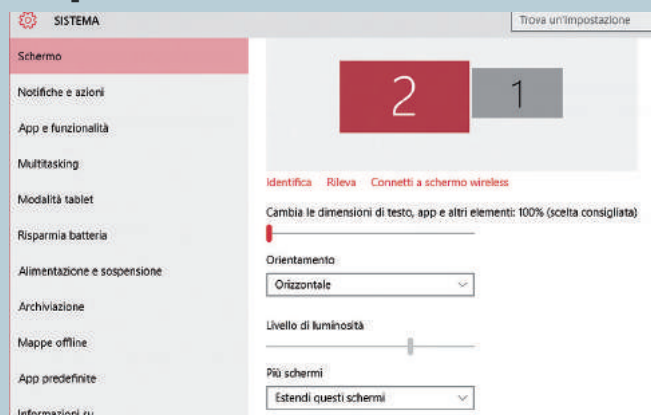 SISTEMA
Trova un'impostazione
Schermo
Notifiche e azioni
App e funzionalità
Multitasking
Modalità tablet
Risparmia batteria
Alimentazione e sospensione
Archiviazione
Mappe offline
App predefinite
Informazioni su
2 1
Identifica Rileva Connetti a schermo wireless
Cambia le dimensioni di testo, app e altri elementi: 100% (scelta consigliata)
Orientamento
Orizzontale
Livello di luminosità
Più schermi
Estendi questi schermi